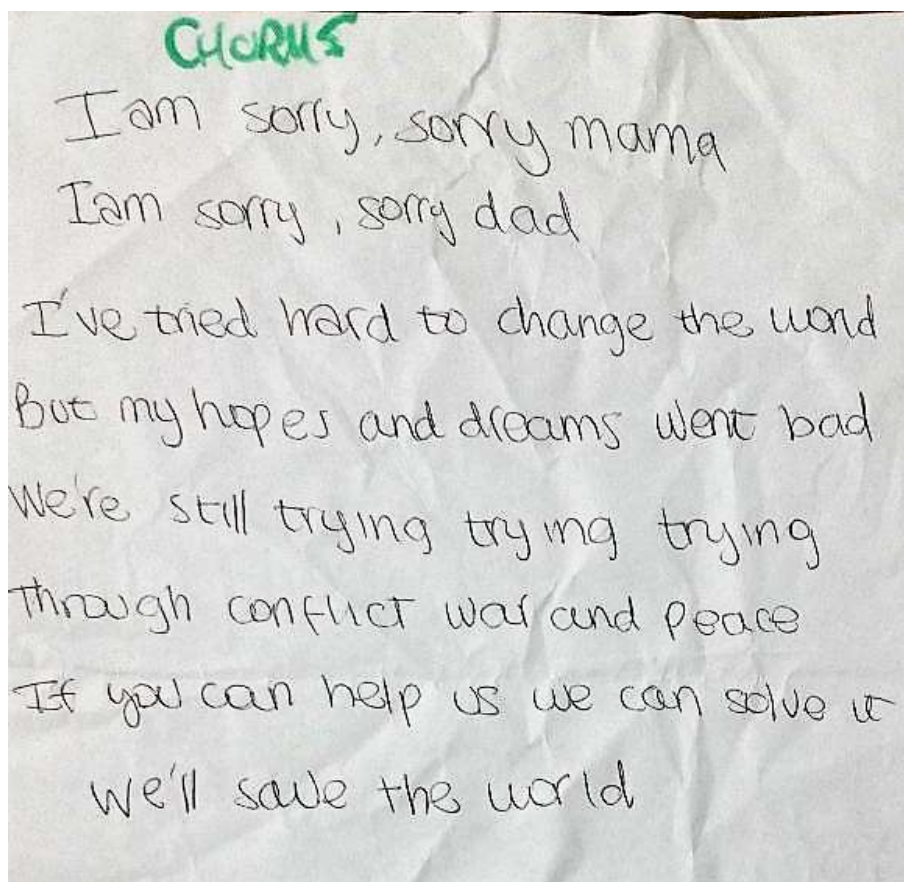 CHORUS
I am sorry, sorry mama
I am sorry, sorry dad
I've tried hard to change the world
But my hopes and dreams went bad
We're still trying trying trying
Through conflict war and peace
If you can help us we can solve it
We'll save the world